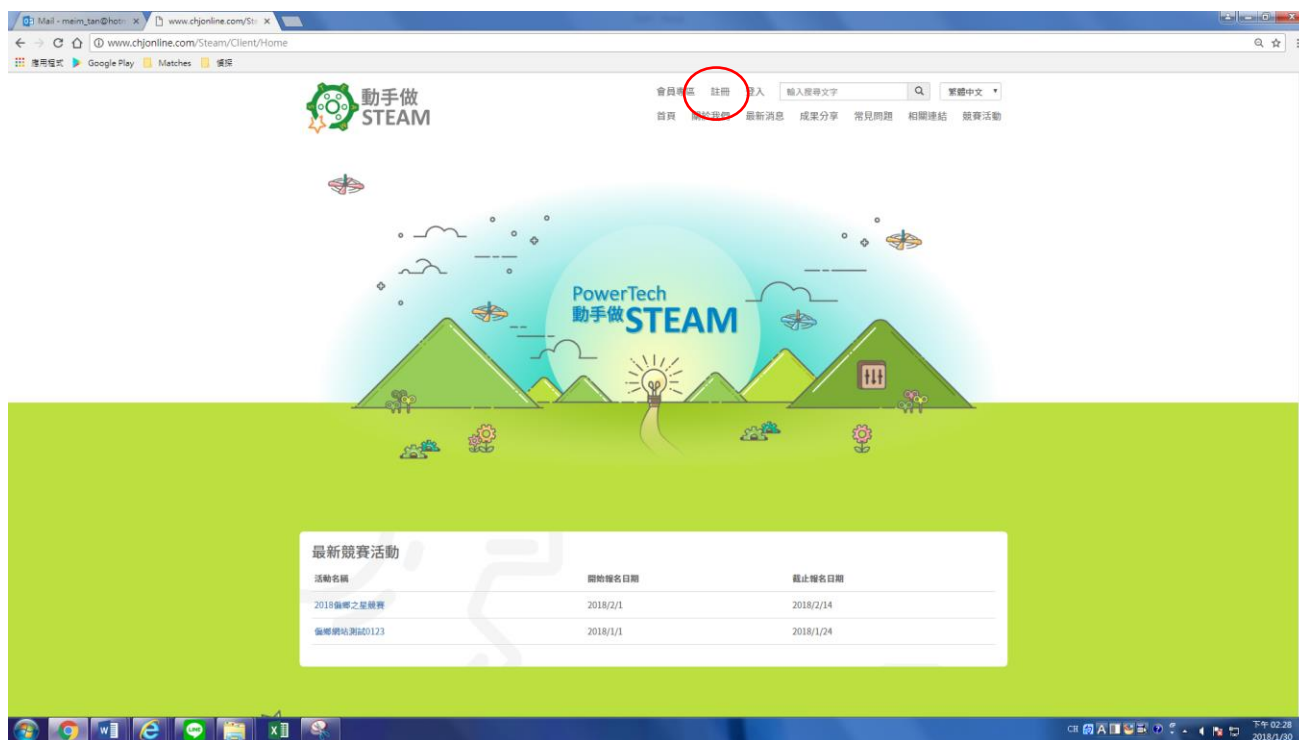 Mail - meim_tan@hotm
www.chjonline.com/Ste
www.chjonline.com/Steam/Client/Home
應用程式 Google Play Matches 偵探
動手做
STEAM
會員專區 註冊 登入 輸入搜尋文字 繁體中文
首頁 關於我們 最新消息 成果分享 常見問題 相關連結 競賽活動
PowerTech
動手做STEAM
最新競賽活動
活動名稱 開始報名日期 截止報名日期
2018偏鄉之星競賽 2018/2/1 2018/2/14
偏鄉網站測試0123 2018/1/1 2018/1/24
CH
下午 02:28
2018/1/30